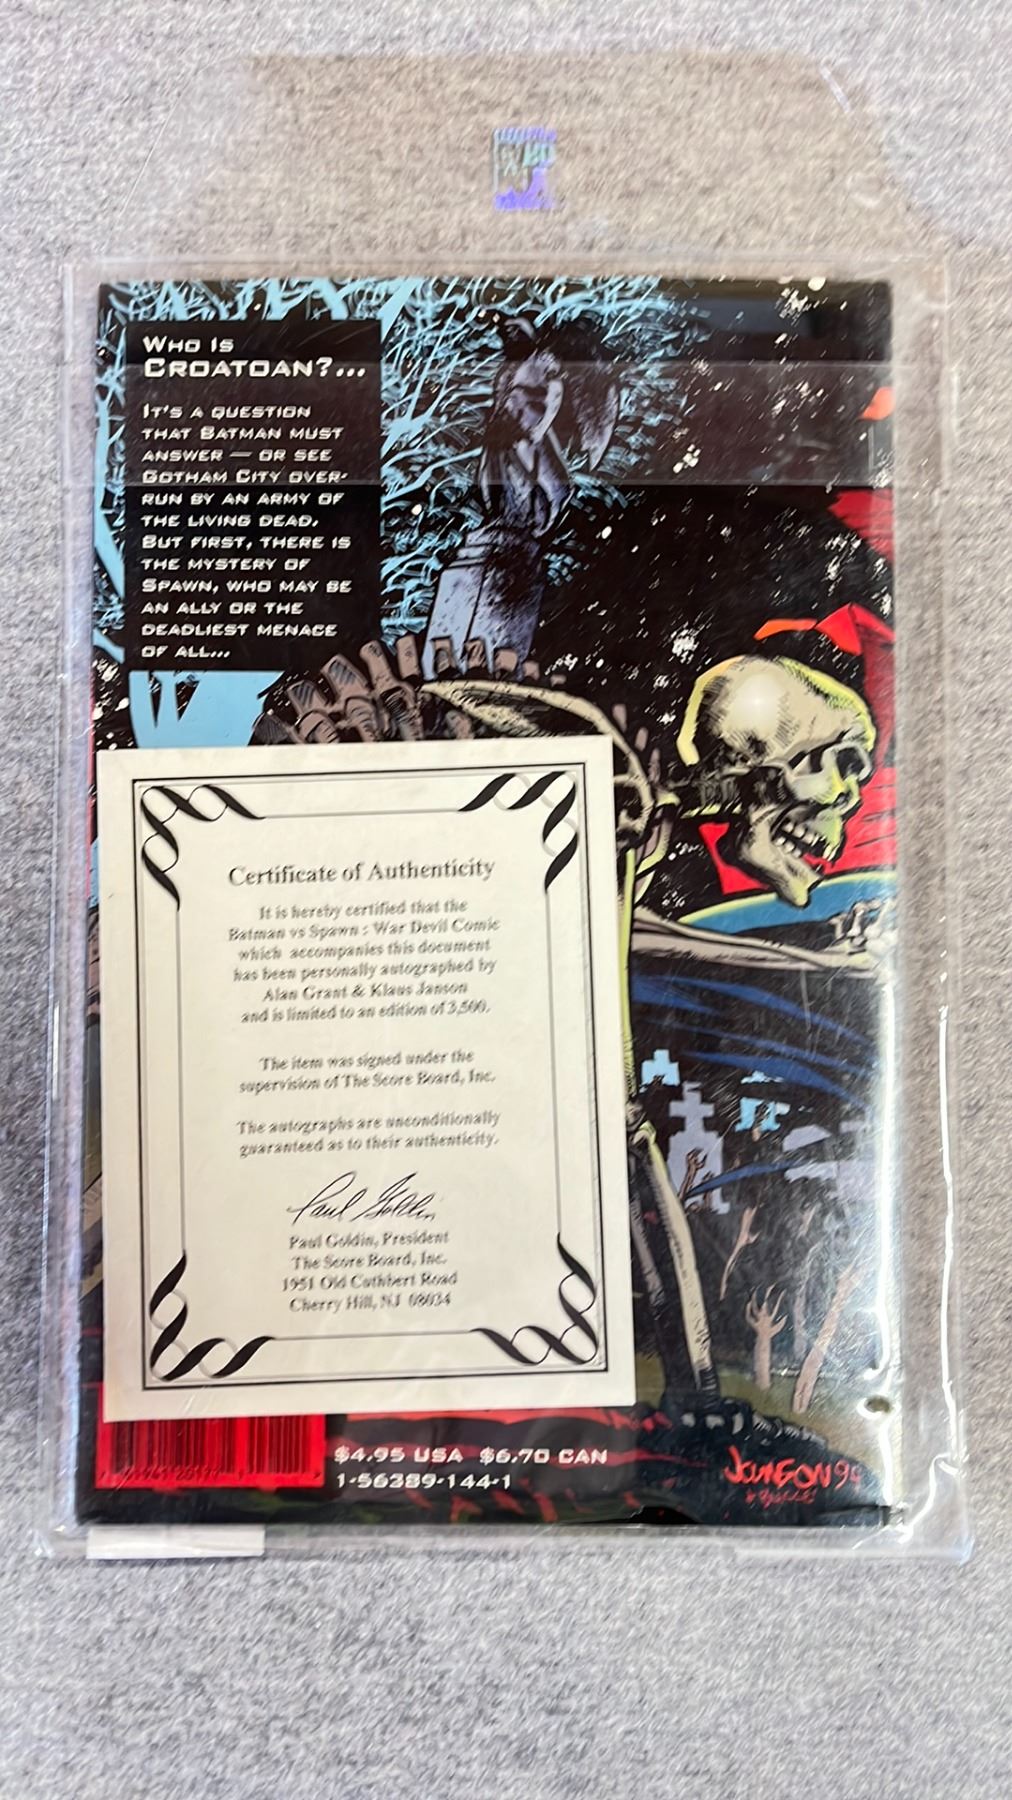 WHO IS
CROATOAN?...
IT'S A QUESTION
THAT BATMAN MUST
ANSWER — OR SEE
GOTHAM CITY OVER-
RUN BY AN ARMY OF
THE LIVING DEAD.
BUT FIRST, THERE IS
THE MYSTERY OF
SPAWN, WHO MAY BE
AN ALLY OR THE
DEADLIEST MENACE
OF ALL...
Certificate of Authenticity
It is hereby certified that the
Batman vs Spawn : War Devil Comic
which accompanies this document
has been personally autographed by
Alan Grant & Klaus Janson
and is limited to an edition of 3,500.
The item was signed under the
supervision of The Score Board, Inc.
The autographs are unconditionally
guaranteed as to their authenticity.
Paul Goldin
Paul Goldin, President
The Score Board, Inc.
1951 Old Cuthbert Road
Cherry Hill, NJ 08034
$4.95 USA $6.70 CAN
1-56389-144-1
JANSON 94